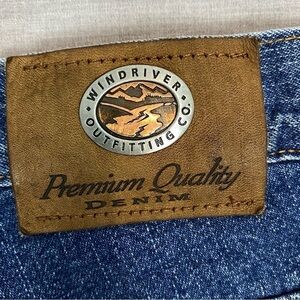 WINDRIVER
OUTFITTING CO.
Premium Quality
DENIM